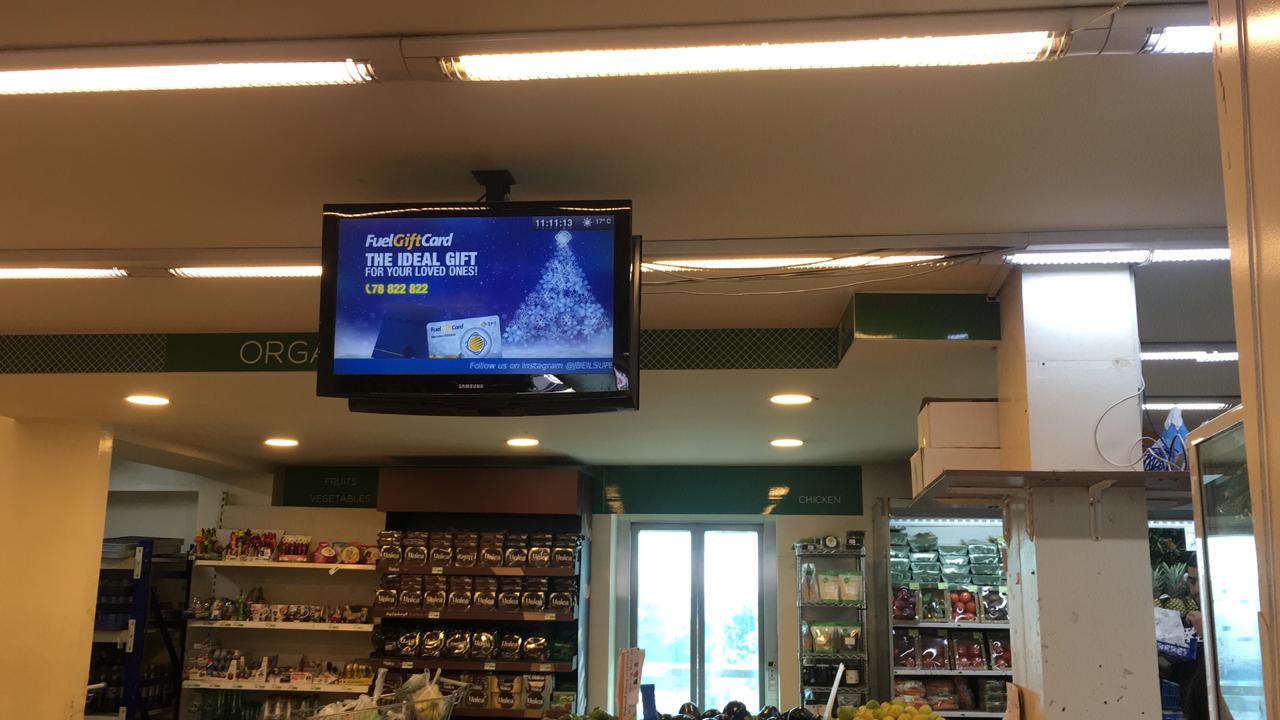 11:11:13 17° C
FuelGiftCard
THE IDEAL GIFT
FOR YOUR LOVED ONES!
78 822 822
FuelGiftCard
Follow us on Instagram @JBEILSUPE
SAMSUNG
ORGA
FRUITS
VEGETABLES
CHICKEN